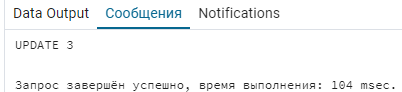 Data Output Сообщения Notifications
UPDATE 3
Запрос завершён успешно, время выполнения: 104 msec.